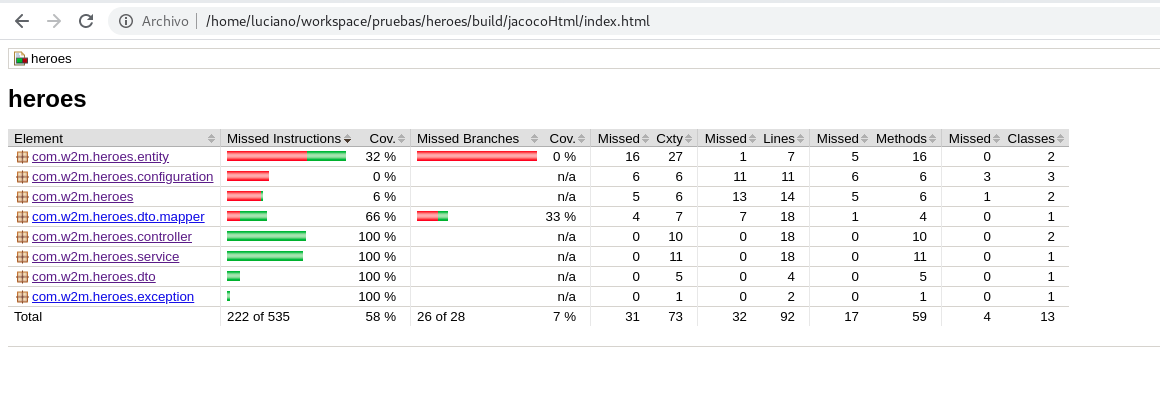 Archivo /home/luciano/workspace/pruebas/heroes/build/jacocoHtml/index.html
heroes
heroes
Element Missed Instructions Cov. Missed Branches Cov. Missed Cxty Missed Lines Missed Methods Missed Classes
com.w2m.heroes.entity 32 % 0 % 16 27 1 7 5 16 0 2
com.w2m.heroes.configuration 0 % n/a 6 6 11 11 6 6 3 3
com.w2m.heroes 6 % n/a 5 6 13 14 5 6 1 2
com.w2m.heroes.dto.mapper 66 % 33 % 4 7 7 18 1 4 0 1
com.w2m.heroes.controller 100 % n/a 0 10 0 18 0 10 0 2
com.w2m.heroes.service 100 % n/a 0 11 0 18 0 11 0 1
com.w2m.heroes.dto 100 % n/a 0 5 0 4 0 5 0 1
com.w2m.heroes.exception 100 % n/a 0 1 0 2 0 1 0 1
Total 222 of 535 58 % 26 of 28 7 % 31 73 32 92 17 59 4 13